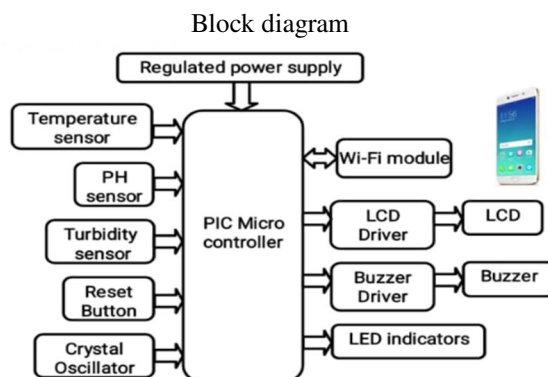 Block diagram
Regulated power supply
Temperature
sensor
PH
sensor
Turbidity
sensor
Reset
Button
Crystal
Oscillator
PIC Micro
controller
Wi-Fi module
LCD
Driver
LCD
Buzzer
Driver
Buzzer
LED indicators